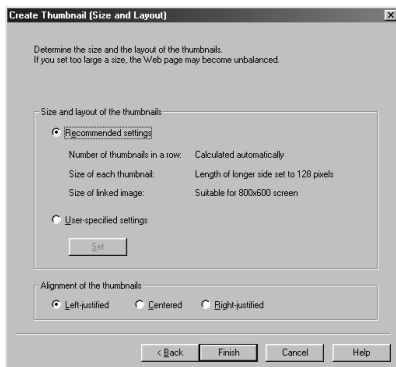 Create Thumbnail (Size and Layout)
Determine the size and the layout of the thumbnails.
If you set too large a size, the Web page may become unbalanced.
Size and layout of the thumbnails
Recommended settings
Number of thumbnails in a row: Calculated automatically
Size of each thumbnail: Length of longer side set to 128 pixels
Size of linked image: Suitable for 800x600 screen
User-specified settings
Set
Alignment of the thumbnails
Left-justified Centered Right-justified
< Back Finish Cancel Help